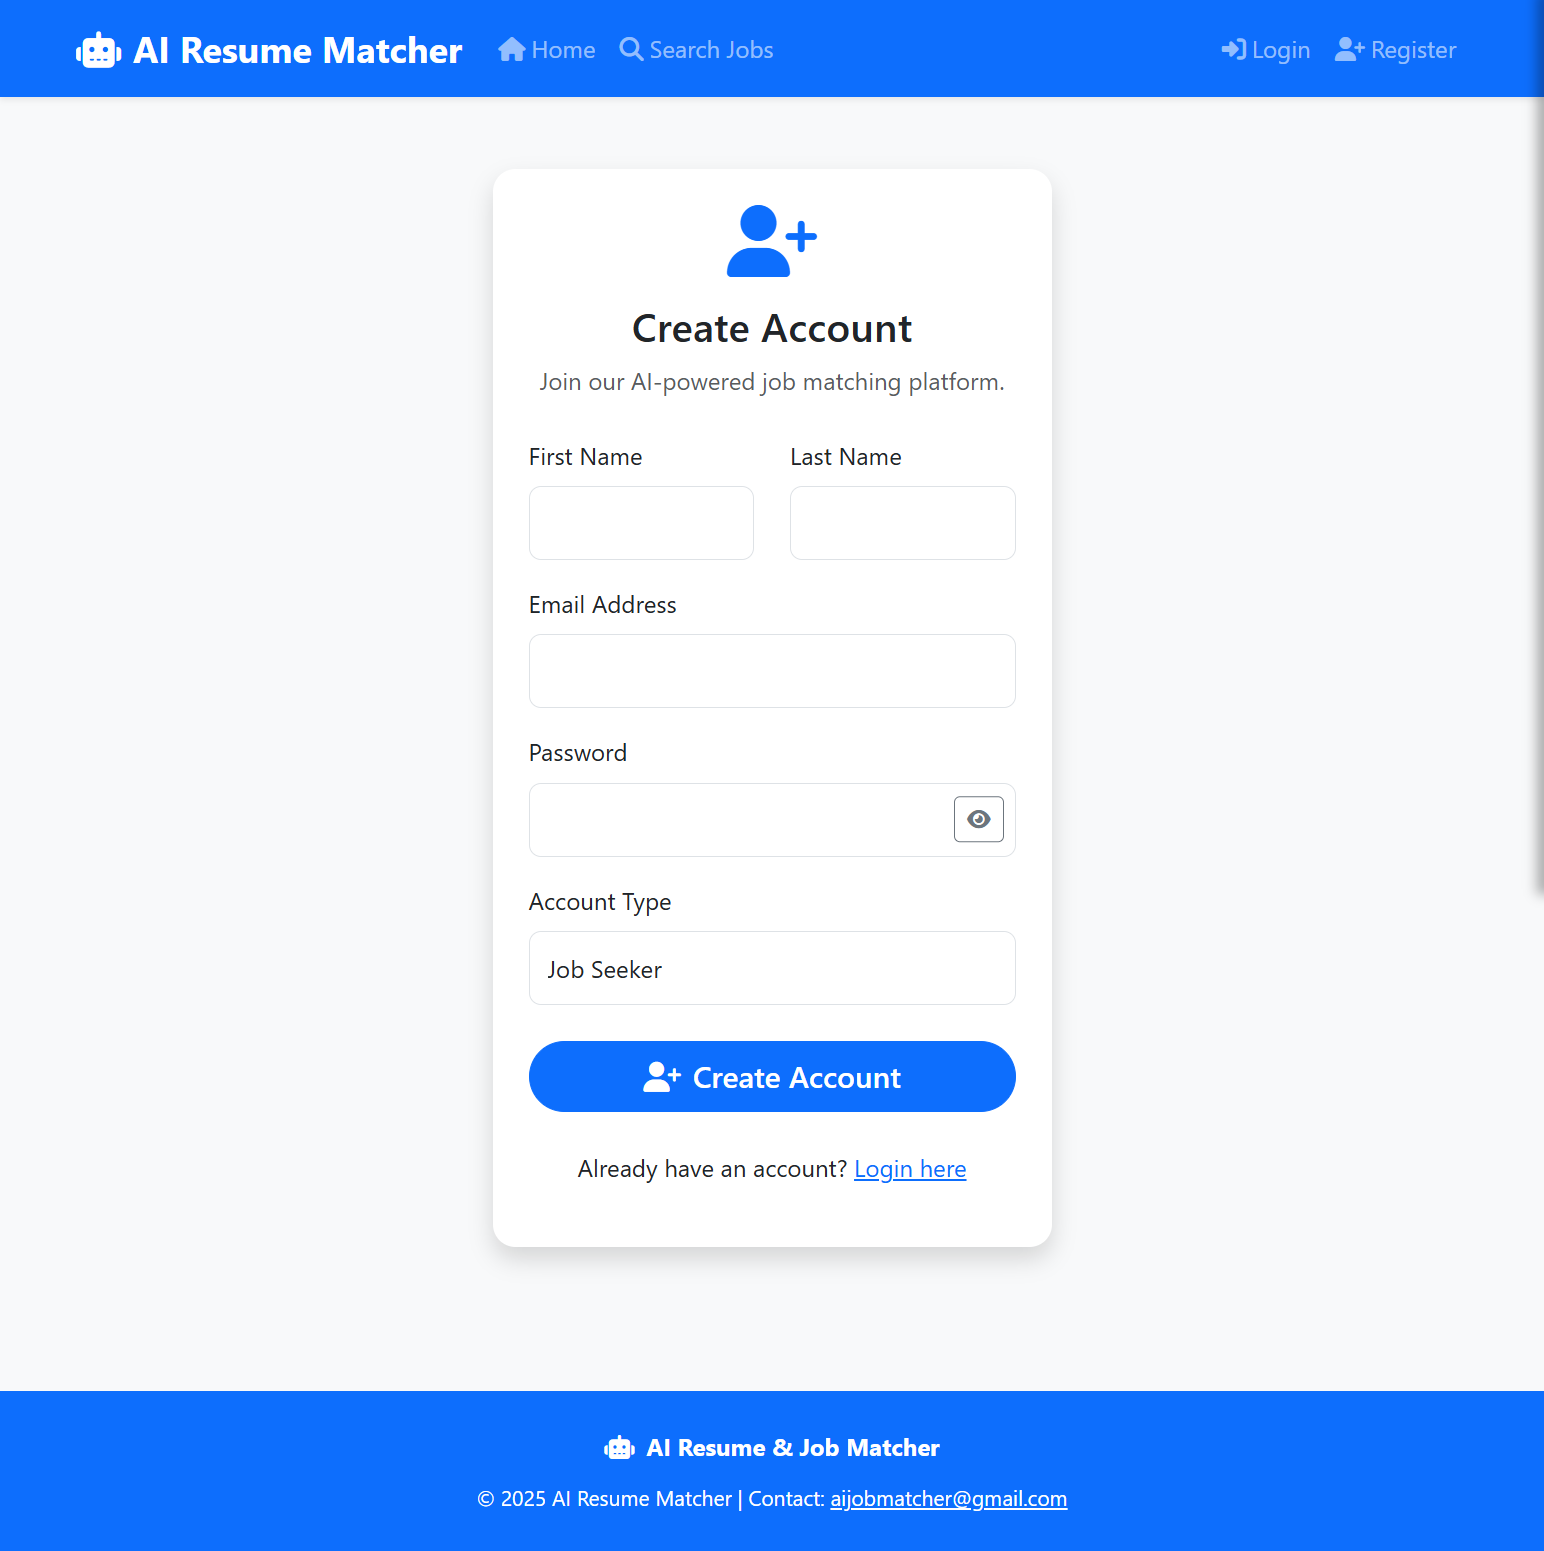 AI Resume Matcher Home Search Jobs Login Register
Create Account
Join our AI-powered job matching platform.
First Name Last Name
Email Address
Password
Account Type
Job Seeker
Create Account
Already have an account? Login here
AI Resume & Job Matcher
© 2025 AI Resume Matcher | Contact: aijobmatcher@gmail.com